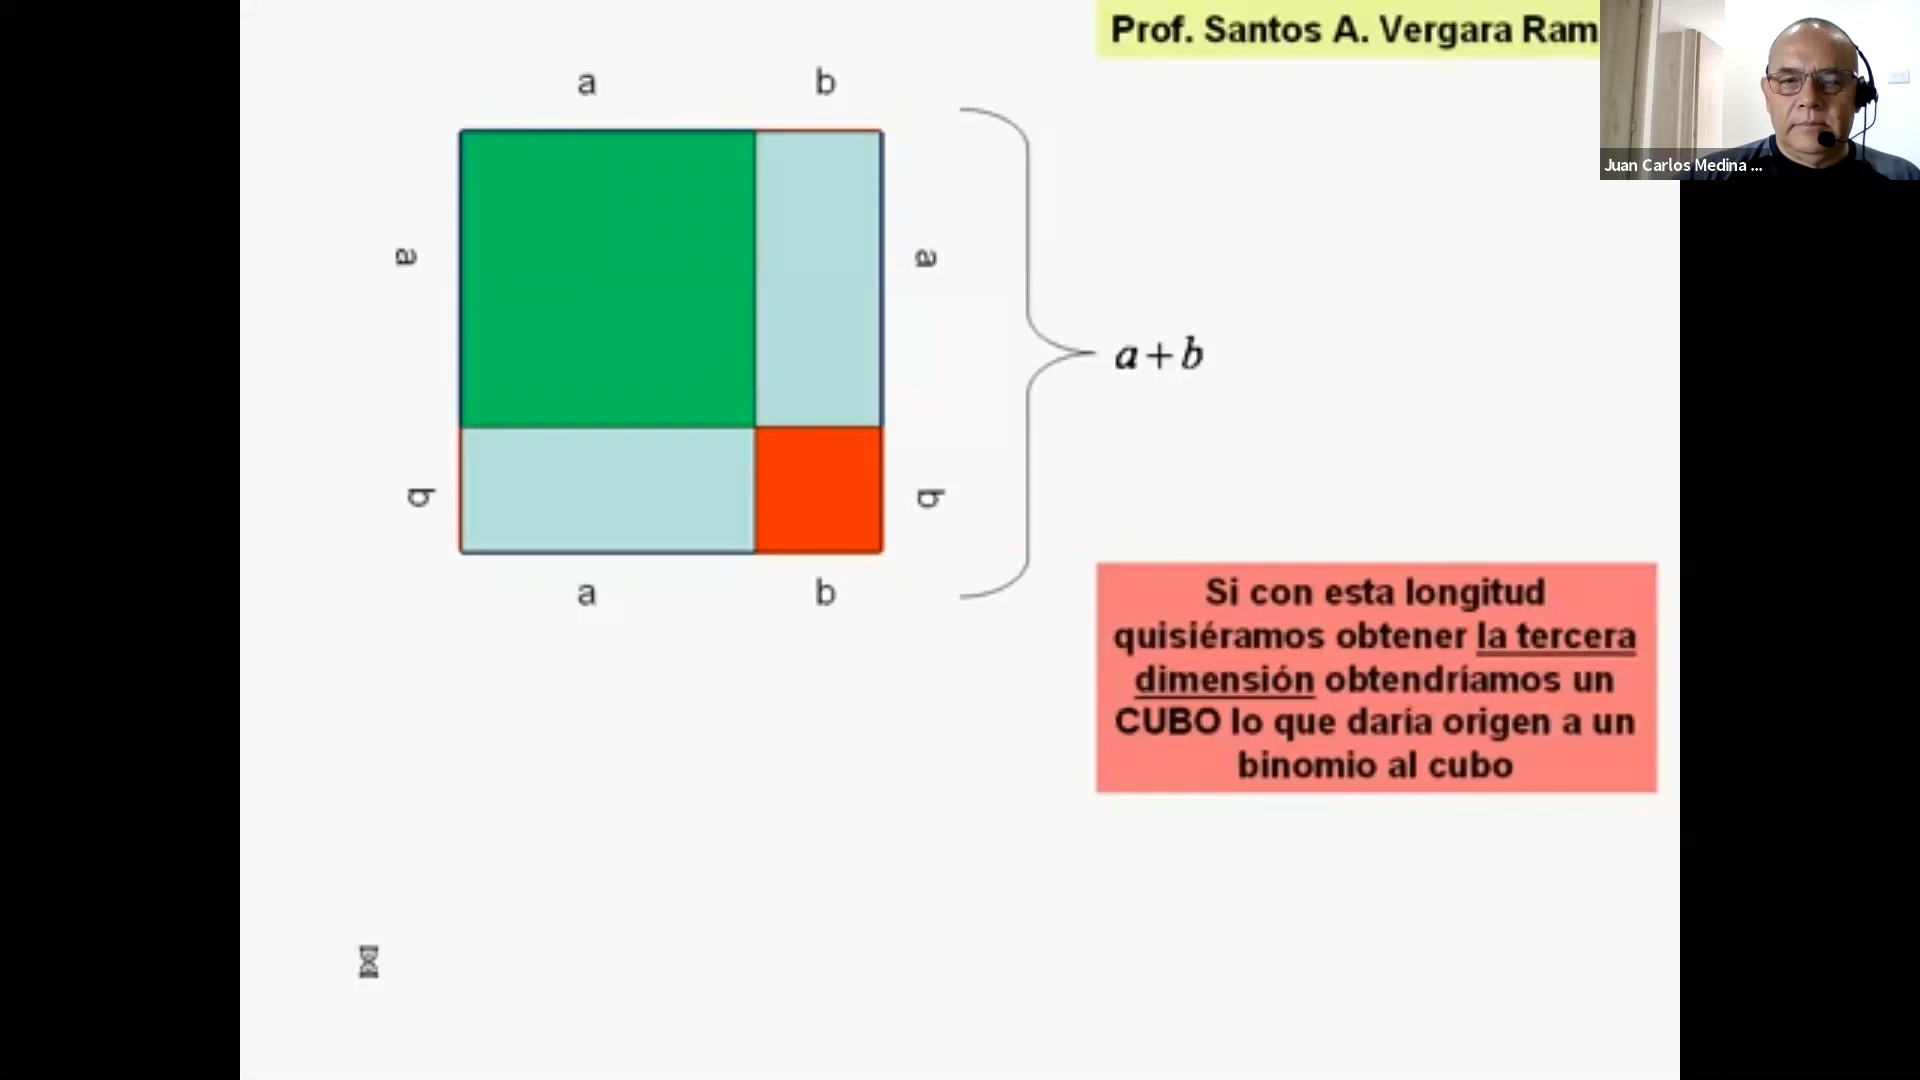 Prof. Santos A. Vergara Ram
Juan Carlos Medina ...
a b
a a
a+b
b b
a b
Si con esta longitud
quisiéramos obtener la tercera
dimensión obtendríamos un
CUBO lo que daría origen a un
binomio al cubo